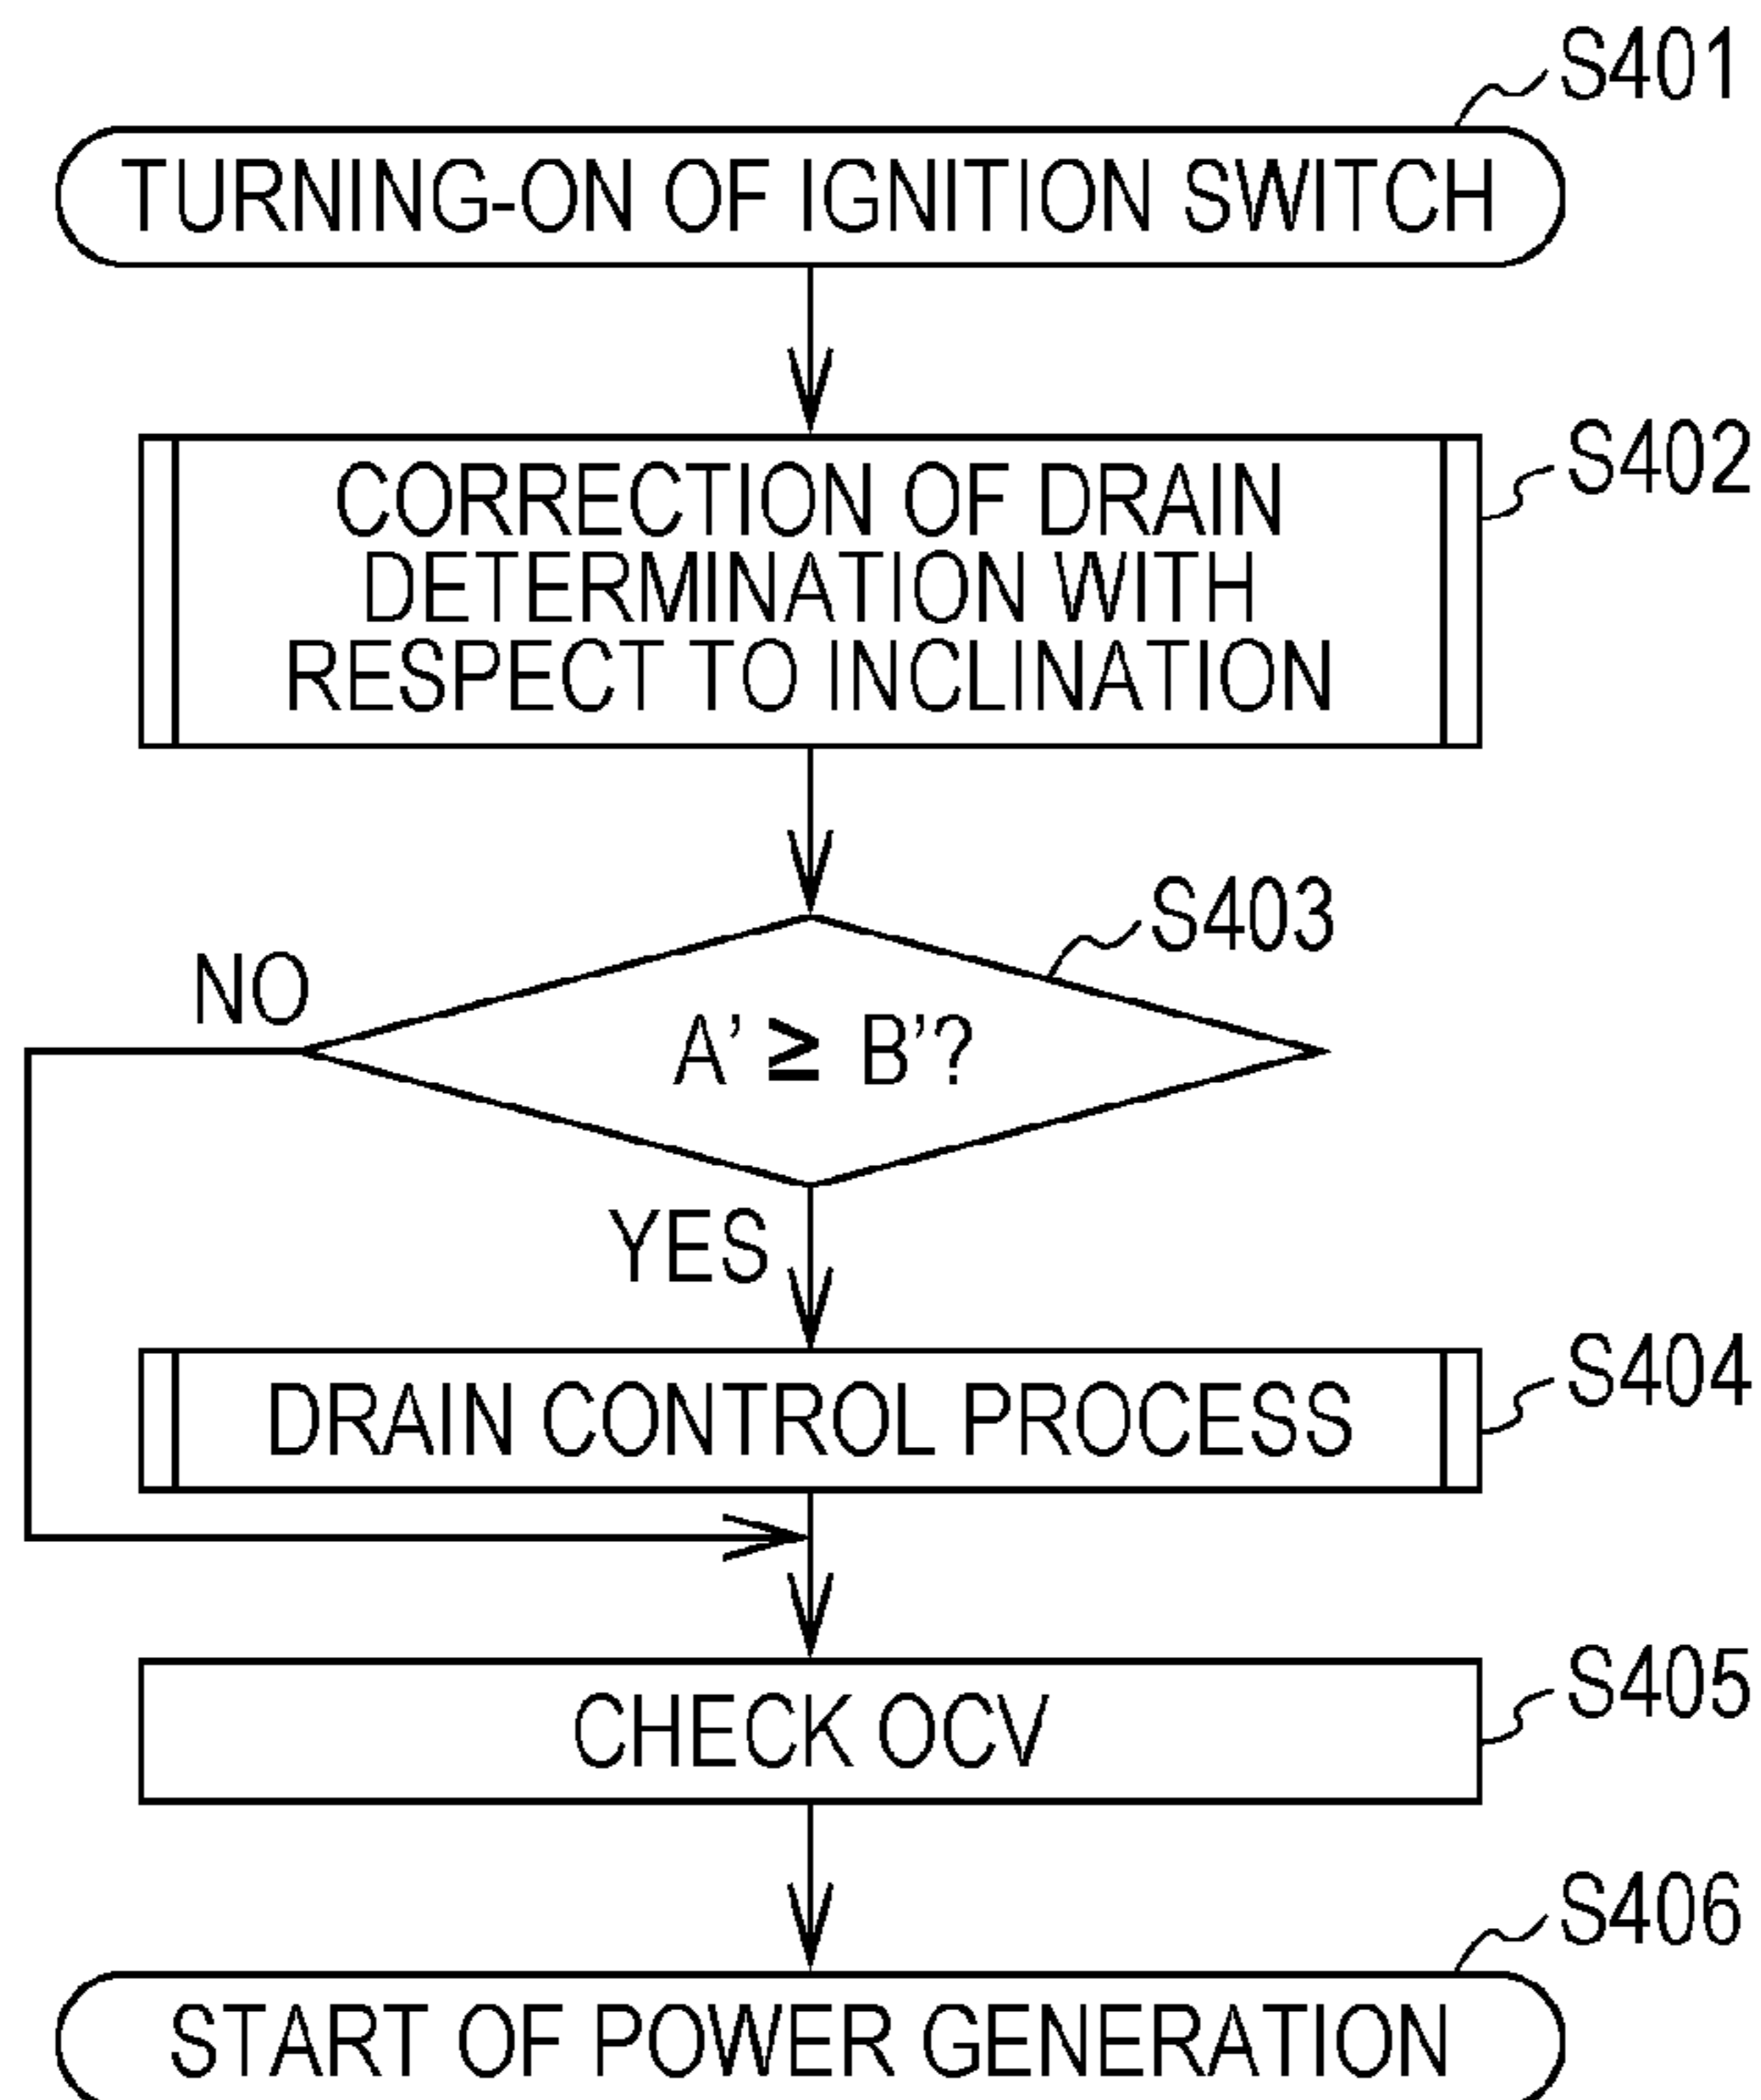 S401
TURNING-ON OF IGNITION SWITCH
S402
CORRECTION OF DRAIN
DETERMINATION WITH
RESPECT TO INCLINATION
S403
NO
A' ≥ B'?
YES
S404
DRAIN CONTROL PROCESS
S405
CHECK OCV
S406
START OF POWER GENERATION